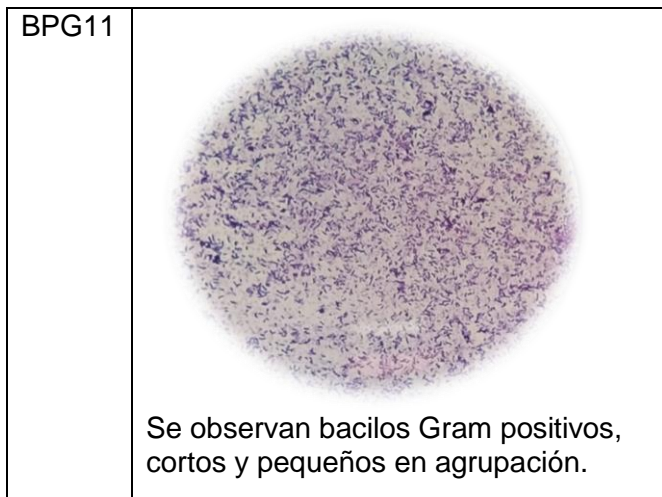 BPG11
Se observan bacilos Gram positivos,
cortos y pequeños en agrupación.